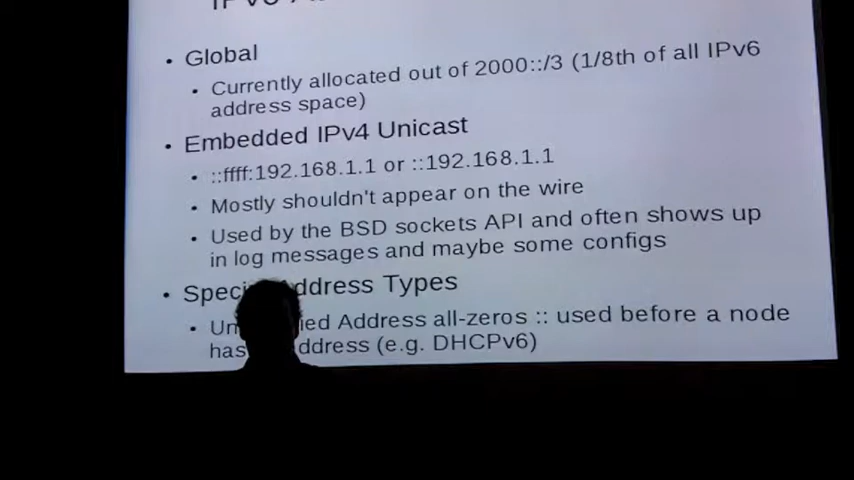 • Global
• Currently allocated out of 2000::/3 (1/8th of all IPv6
address space)
• Embedded IPv4 Unicast
• ::ffff:192.168.1.1 or ::192.168.1.1
• Mostly shouldn't appear on the wire
• Used by the BSD sockets API and often shows up
in log messages and maybe some configs
• Address Types
• Address all-zeros :: used before a node
has address (e.g. DHCPv6)